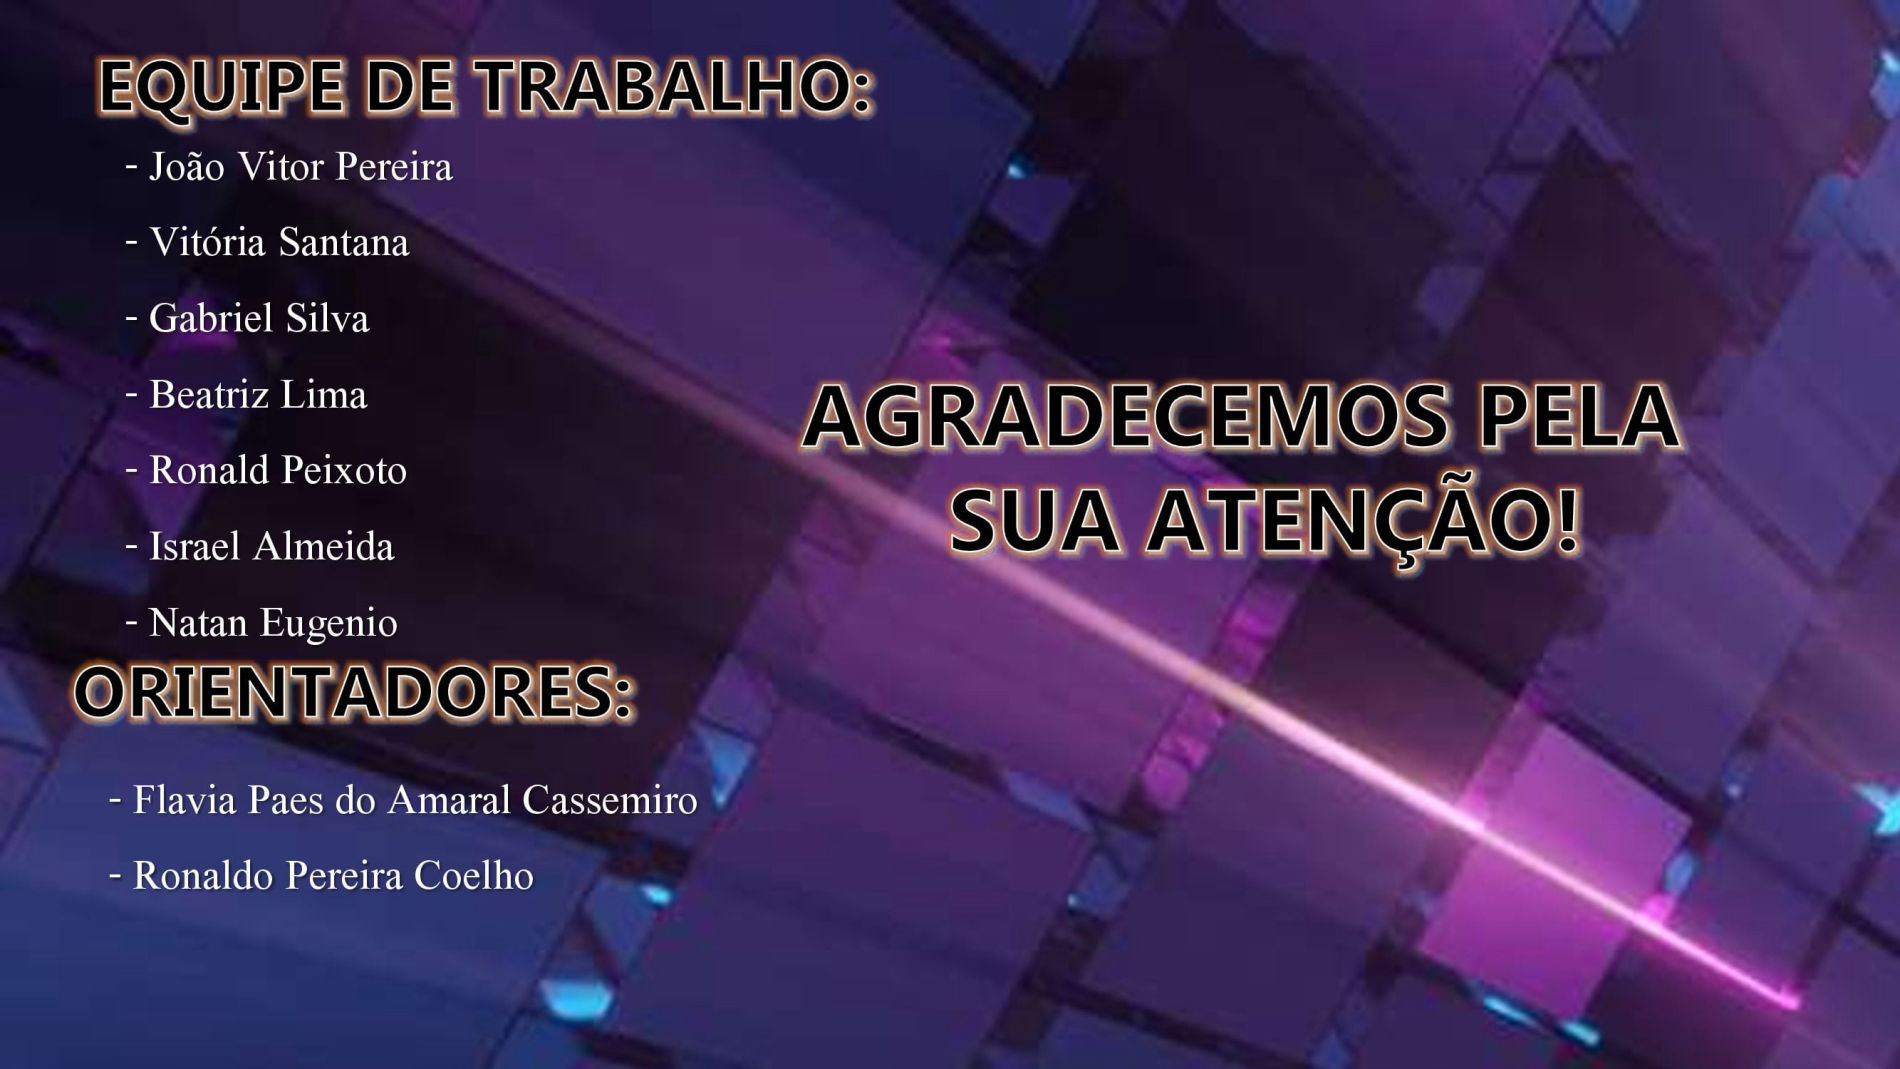 EQUIPE DE TRABALHO:
- João Vitor Pereira
- Vitória Santana
- Gabriel Silva
- Beatriz Lima
- Ronald Peixoto
- Israel Almeida
- Natan Eugenio
ORIENTADORES:
- Flavia Paes do Amaral Cassemiro
- Ronaldo Pereira Coelho
AGRADECEMOS PELA
SUA ATENÇÃO!